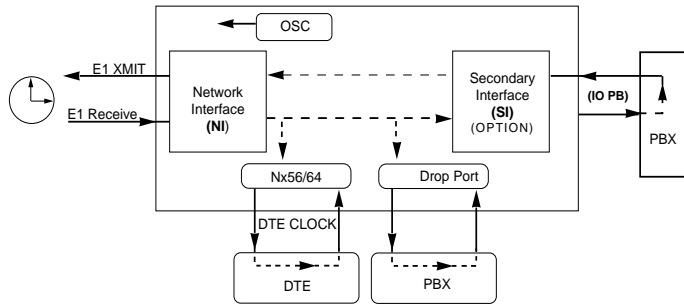 OSC
E1 XMIT
E1 Receive
Network
Interface
(NI)
Secondary
Interface
(SI)
(OPTION)
(IO PB)
PBX
Nx56/64
Drop Port
DTE CLOCK
DTE
PBX